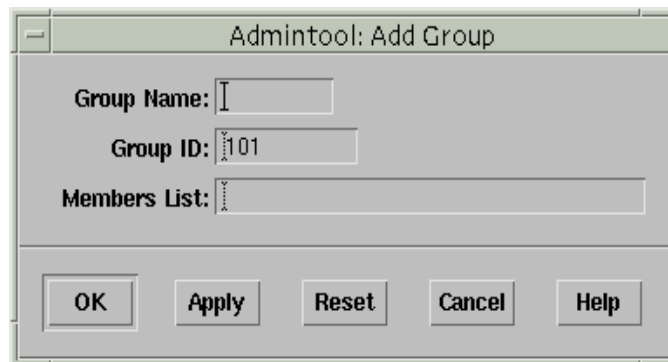 Admintool: Add Group
Group Name:
Group ID: 101
Members List:
OK Apply Reset Cancel Help